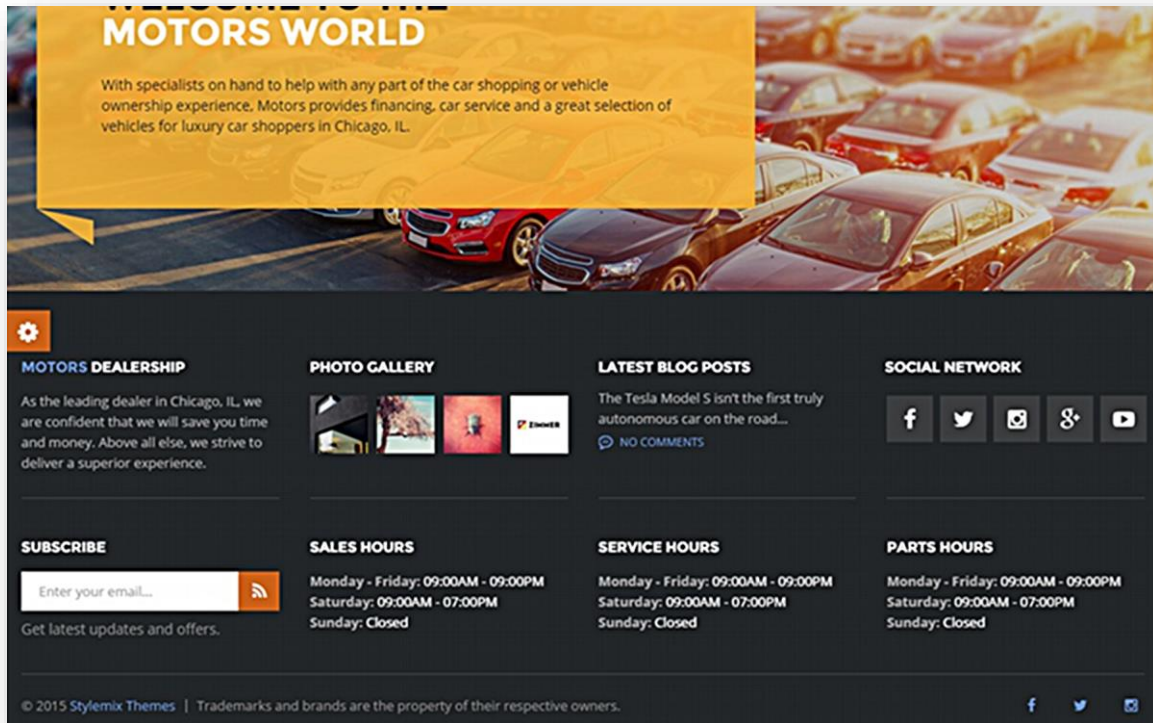 WELCOME TO THE
MOTORS WORLD
With specialists on hand to help with any part of the car shopping or vehicle
ownership experience, Motors provides financing, car service and a great selection of
vehicles for luxury car shoppers in Chicago, IL.
MOTORS DEALERSHIP
As the leading dealer in Chicago, IL, we
are confident that we will save you time
and money. Above all else, we strive to
deliver a superior experience.
PHOTO GALLERY
ZIMMER
LATEST BLOG POSTS
The Tesla Model S isn't the first truly
autonomous car on the road...
NO COMMENTS
SOCIAL NETWORK
SUBSCRIBE
Enter your email...
Get latest updates and offers.
SALES HOURS
Monday - Friday: 09:00AM - 09:00PM
Saturday: 09:00AM - 07:00PM
Sunday: Closed
SERVICE HOURS
Monday - Friday: 09:00AM - 09:00PM
Saturday: 09:00AM - 07:00PM
Sunday: Closed
PARTS HOURS
Monday - Friday: 09:00AM - 09:00PM
Saturday: 09:00AM - 07:00PM
Sunday: Closed
© 2015 Stylemix Themes | Trademarks and brands are the property of their respective owners.